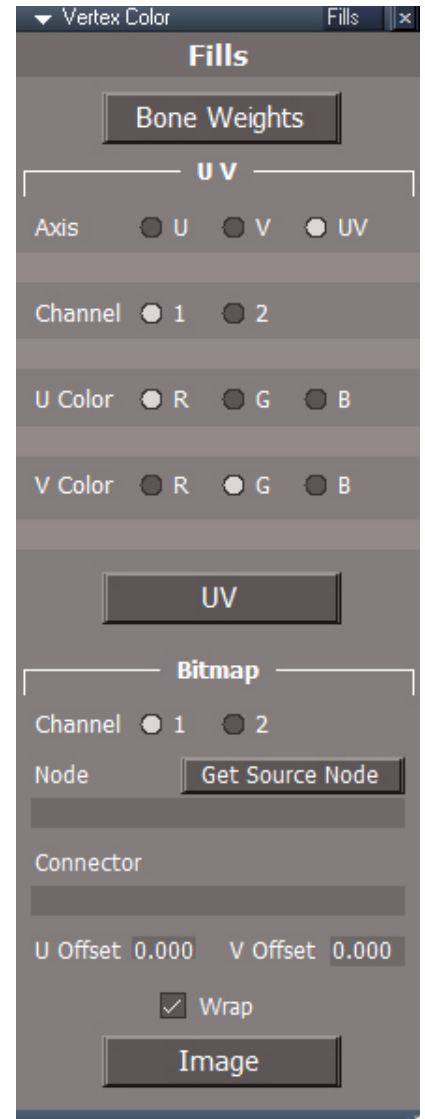 Vertex Color Fills ×
Fills
Bone Weights
U V
Axis U V UV
Channel 1 2
U Color R G B
V Color R G B
UV
Bitmap
Channel 1 2
Node Get Source Node
Connector
U Offset 0.000 V Offset 0.000
Wrap
Image